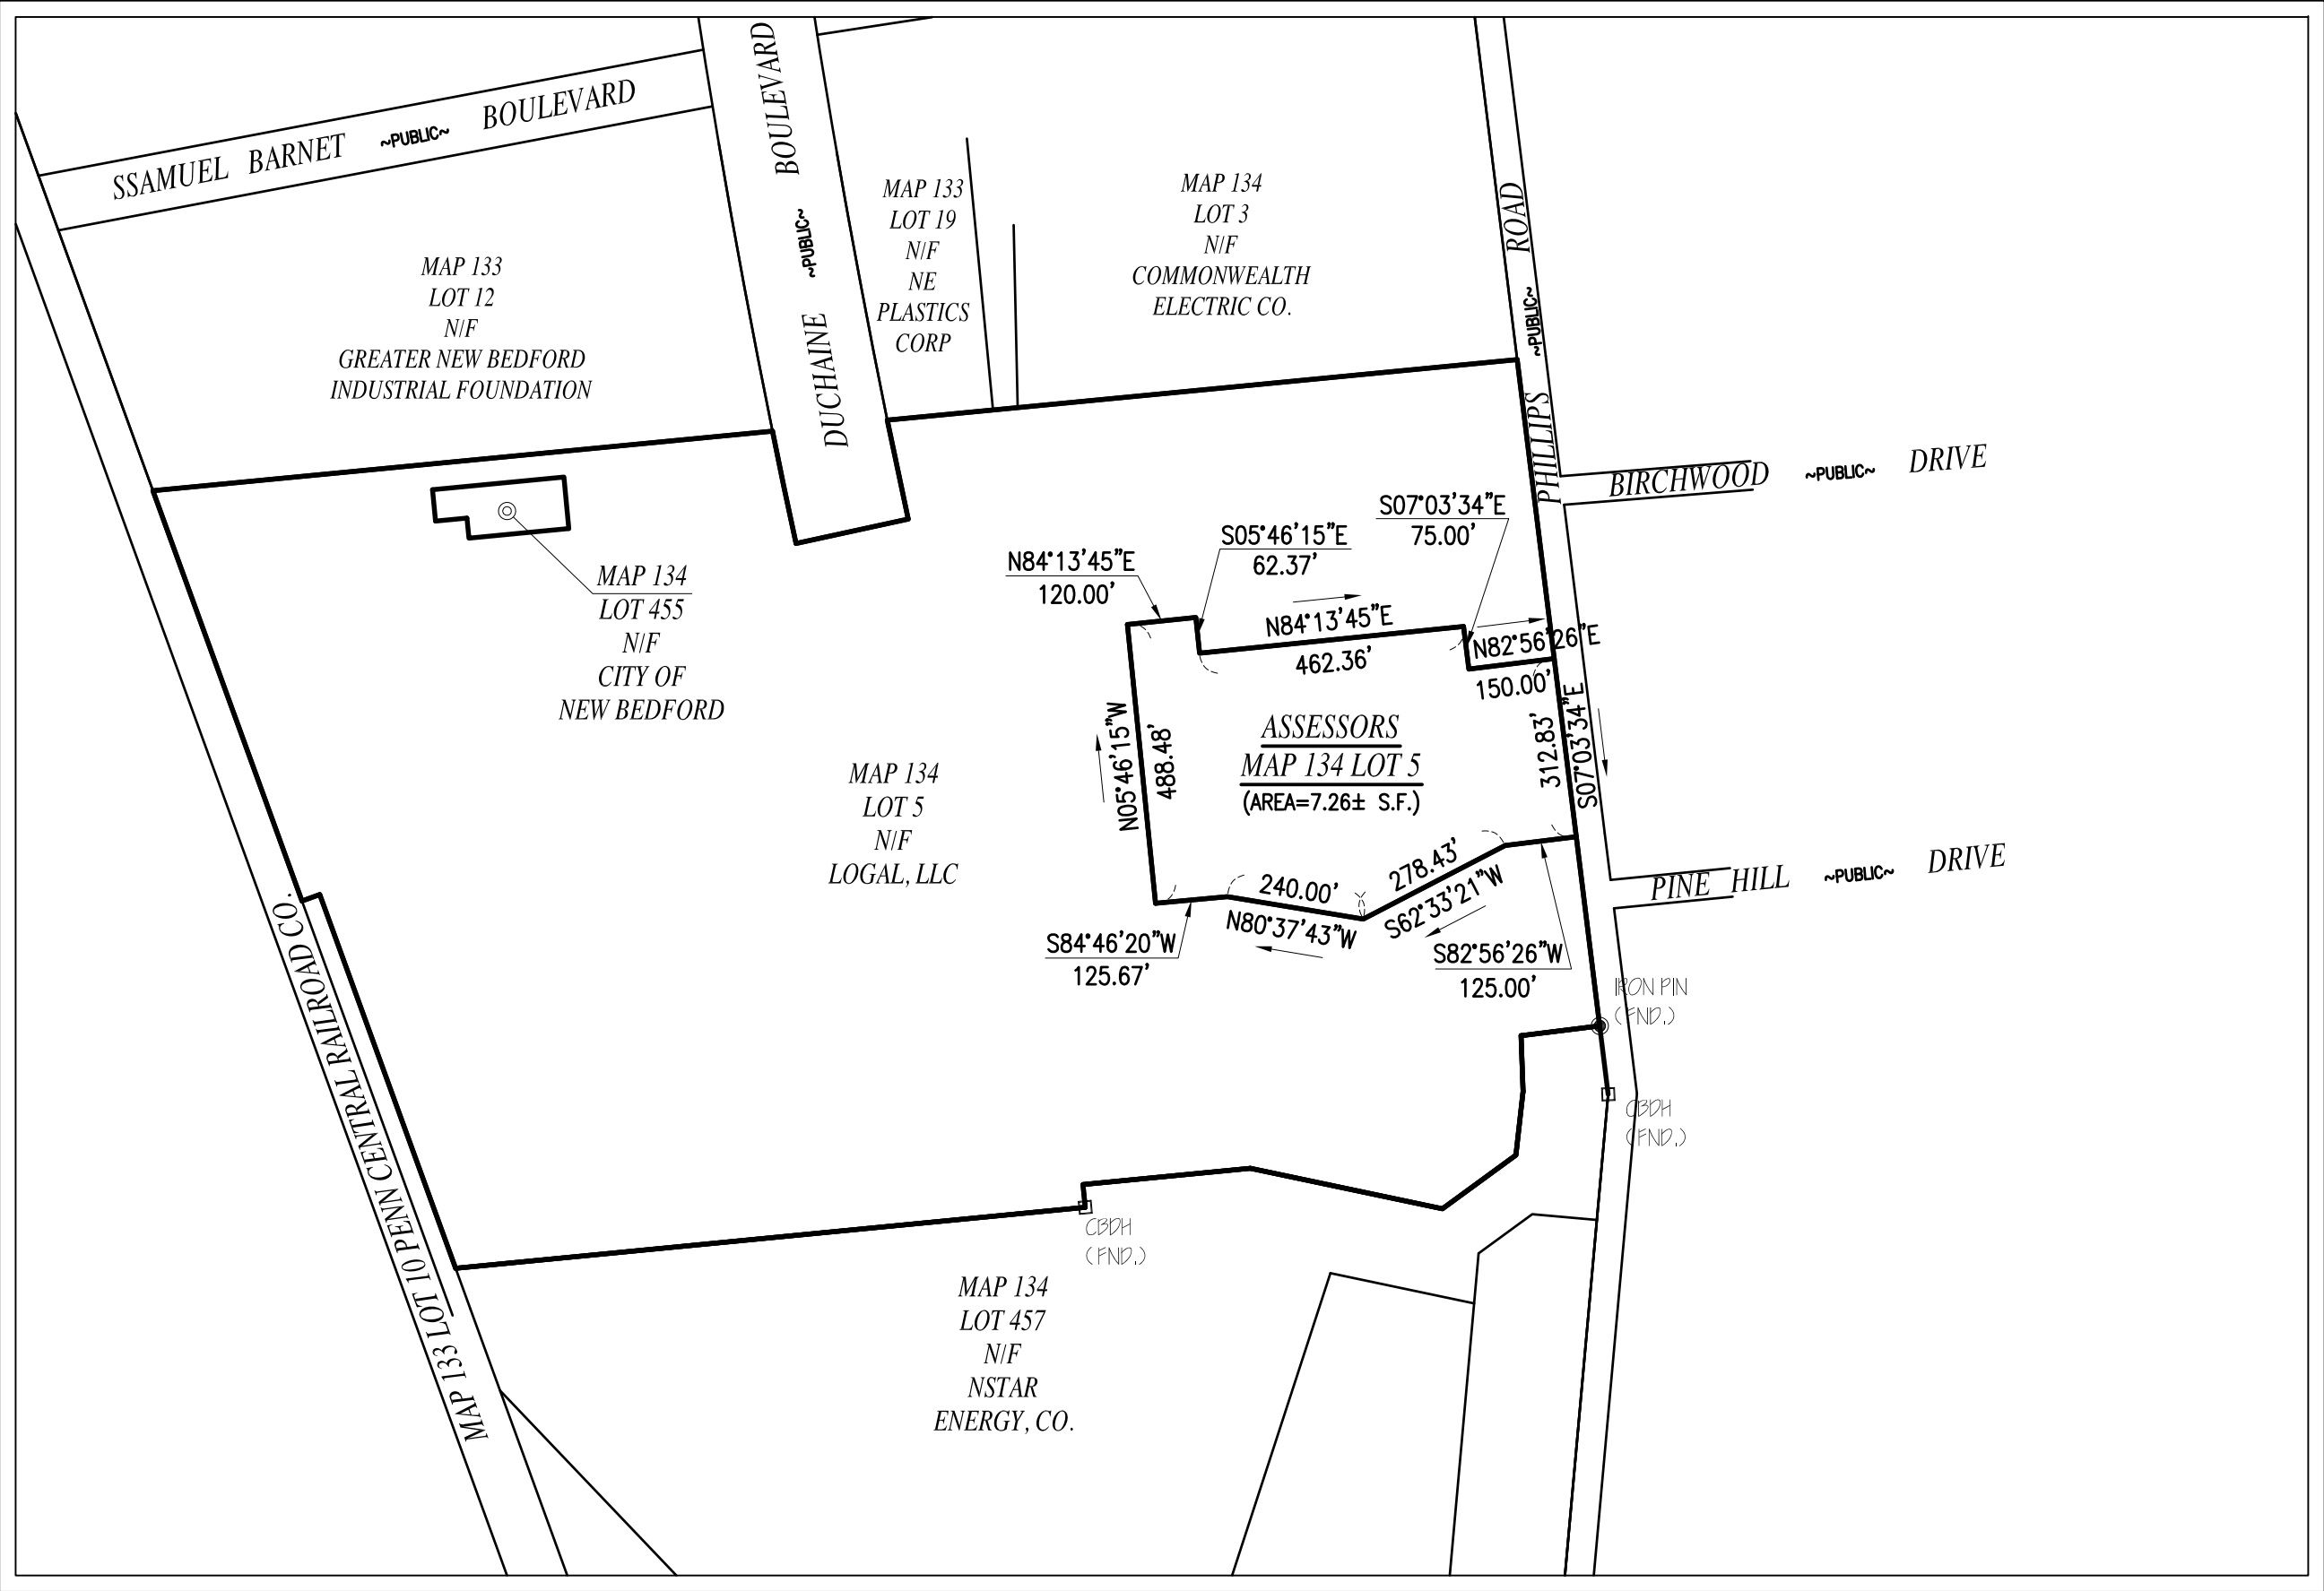 SSAMUEL BARNET ~PUBLIC~ BOULEVARD
DUCHAINE ~PUBLIC~ BOULEVARD
MAP 133
LOT 19
N/F
NE
PLASTICS
CORP
MAP 134
LOT 3
N/F
COMMONWEALTH
ELECTRIC CO.
PHILLIPS ~PUBLIC~ ROAD
MAP 133
LOT 12
N/F
GREATER NEW BEDFORD
INDUSTRIAL FOUNDATION
BIRCHWOOD ~PUBLIC~ DRIVE
MAP 134
LOT 455
N/F
CITY OF
NEW BEDFORD
N84°13'45"E
120.00'
S05°46'15"E
62.37'
S07°03'34"E
75.00'
N84°13'45"E
462.36'
N82°56'26"E
150.00'
N05°46'15"W
488.48'
ASSESSORS
MAP 134 LOT 5
(AREA=7.26± S.F.)
312.83'
S07°03'34"E
MAP 134
LOT 5
N/F
LOGAL, LLC
PINE HILL ~PUBLIC~ DRIVE
278.43'
S62°33'21"W
240.00'
N80°37'43"W
S84°46'20"W
125.67'
S82°56'26"W
125.00'
IRON PIN
(FND.)
CBDH
(FND.)
CBDH
(FND.)
MAP 133 LOT 10 PENN CENTRAL RAILROAD CO.
MAP 134
LOT 457
N/F
NSTAR
ENERGY, CO.